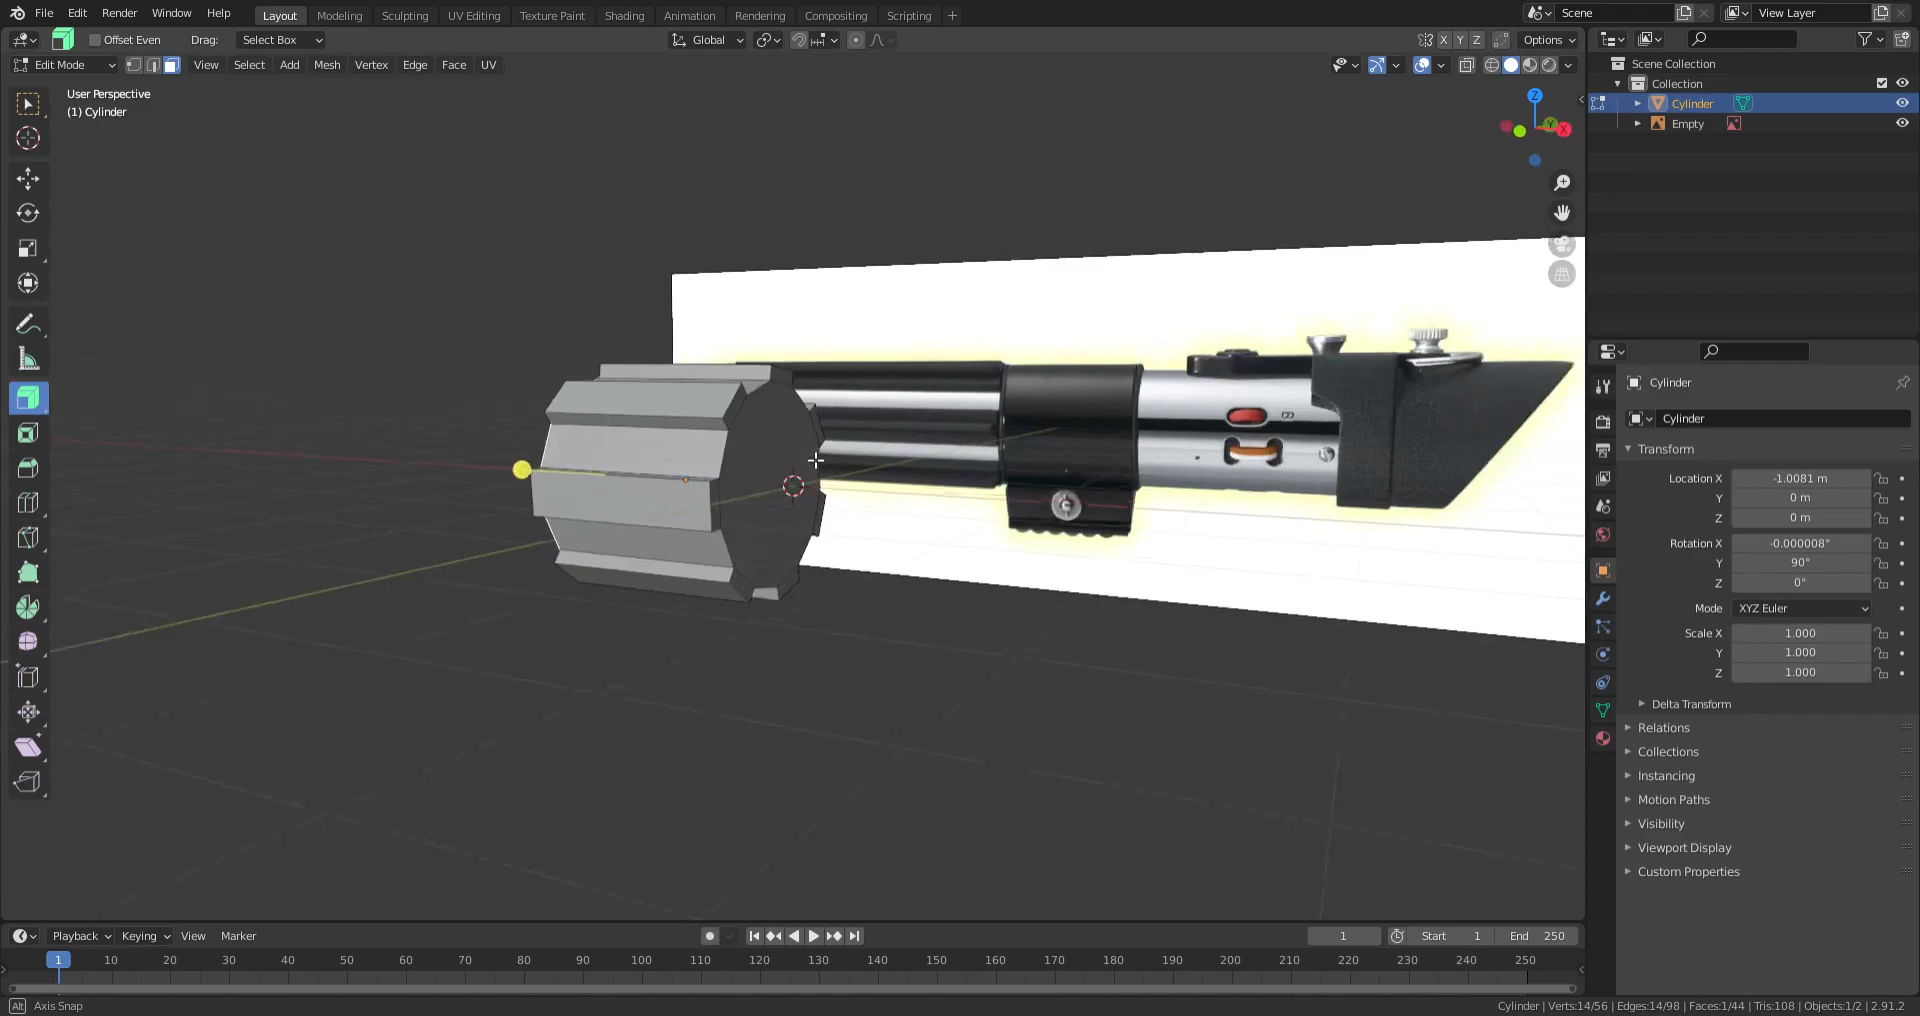 File Edit Render Window Help Layout Modeling Sculpting UV Editing Texture Paint Shading Animation Rendering Compositing Scripting + Scene View Layer
Offset Even Drag: Select Box Global X Y Z Options
Edit Mode View Select Add Mesh Vertex Edge Face UV
Scene Collection
Collection
Cylinder
Empty
User Perspective
(1) Cylinder
Z
Y
X
B
Cylinder
Cylinder
Transform
Location X -1.0081 m
Y 0 m
Z 0 m
Rotation X -0.000008°
Y 90°
Z 0°
Mode XYZ Euler
Scale X 1.000
Y 1.000
Z 1.000
Delta Transform
Relations
Collections
Instancing
Motion Paths
Visibility
Viewport Display
Custom Properties
Playback Keying View Marker 1 Start 1 End 250
1 10 20 30 40 50 60 70 80 90 100 110 120 130 140 150 160 170 180 190 200 210 220 230 240 250
Alt Axis Snap Cylinder | Verts:14/56 | Edges:14/98 | Faces:1/44 | Tris:108 | Objects:1/2 | 2.91.2